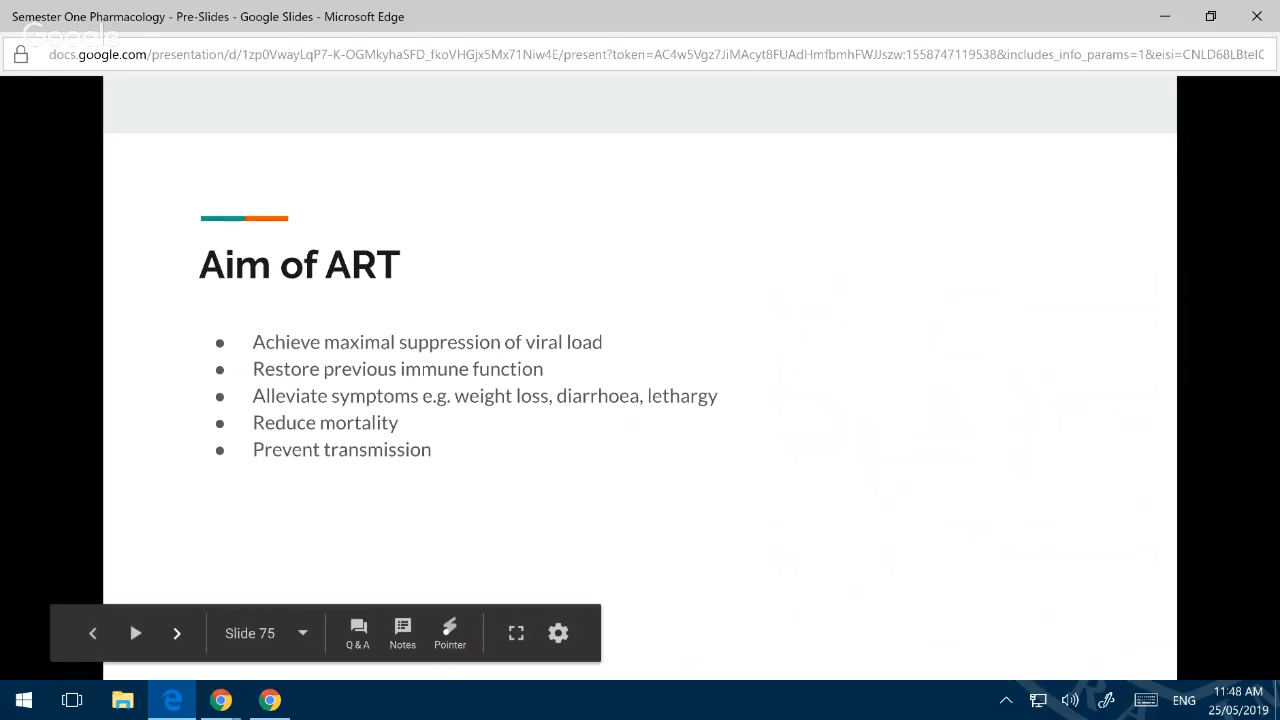 Semester One Pharmacology - Pre-Slides - Google Slides - Microsoft Edge
Google
docs.google.com/presentation/d/1zp0VwayLqP7-K-OGMkyhaSFD_fkoVHGjx5Mx71Niw4E/present?token=AC4w5Vgz7JiMAcyt8FUAdHmfbmhFWJJszw:1558747119538&includes_info_params=1&eisi=CNLD68LBteIC
Aim of ART
● Achieve maximal suppression of viral load
● Restore previous immune function
● Alleviate symptoms e.g. weight loss, diarrhoea, lethargy
● Reduce mortality
● Prevent transmission
Slide 75
Q & A
Notes
Pointer
ENG
11:48 AM
25/05/2019